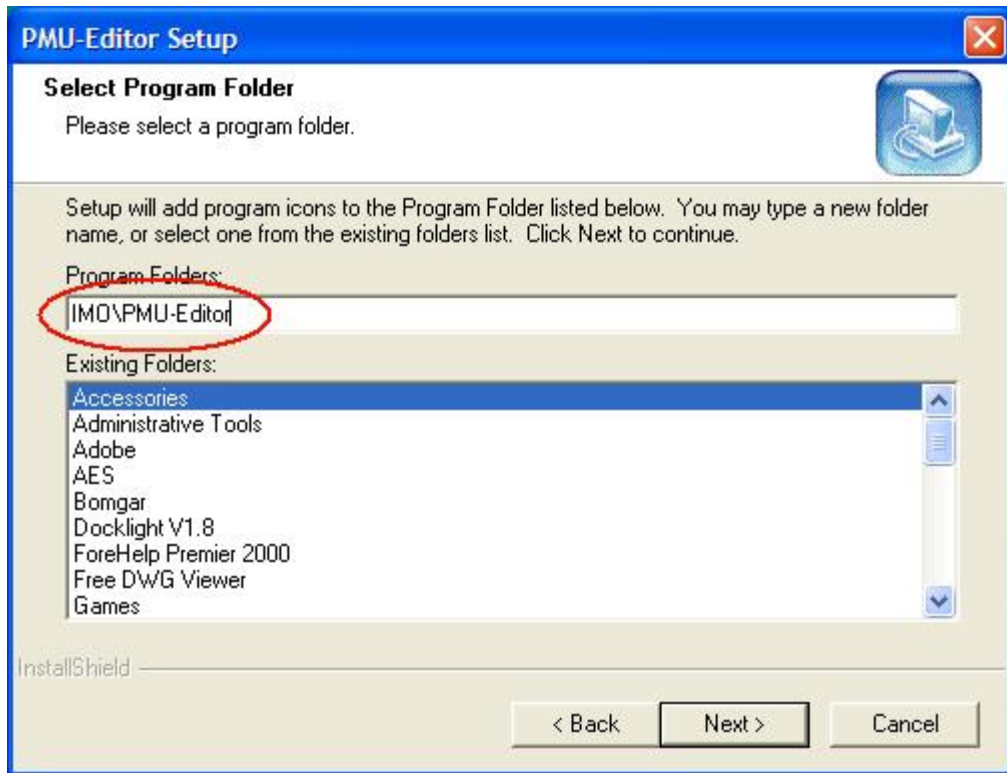 PMU-Editor Setup
Select Program Folder
Please select a program folder.
Setup will add program icons to the Program Folder listed below.  You may type a new folder
name, or select one from the existing folders list.  Click Next to continue.
Program Folders:
IMO\PMU-Editor
Existing Folders:
Accessories
Administrative Tools
Adobe
AES
Bomgar
Docklight V1.8
ForeHelp Premier 2000
Free DWG Viewer
Games
InstallShield
< Back
Next >
Cancel